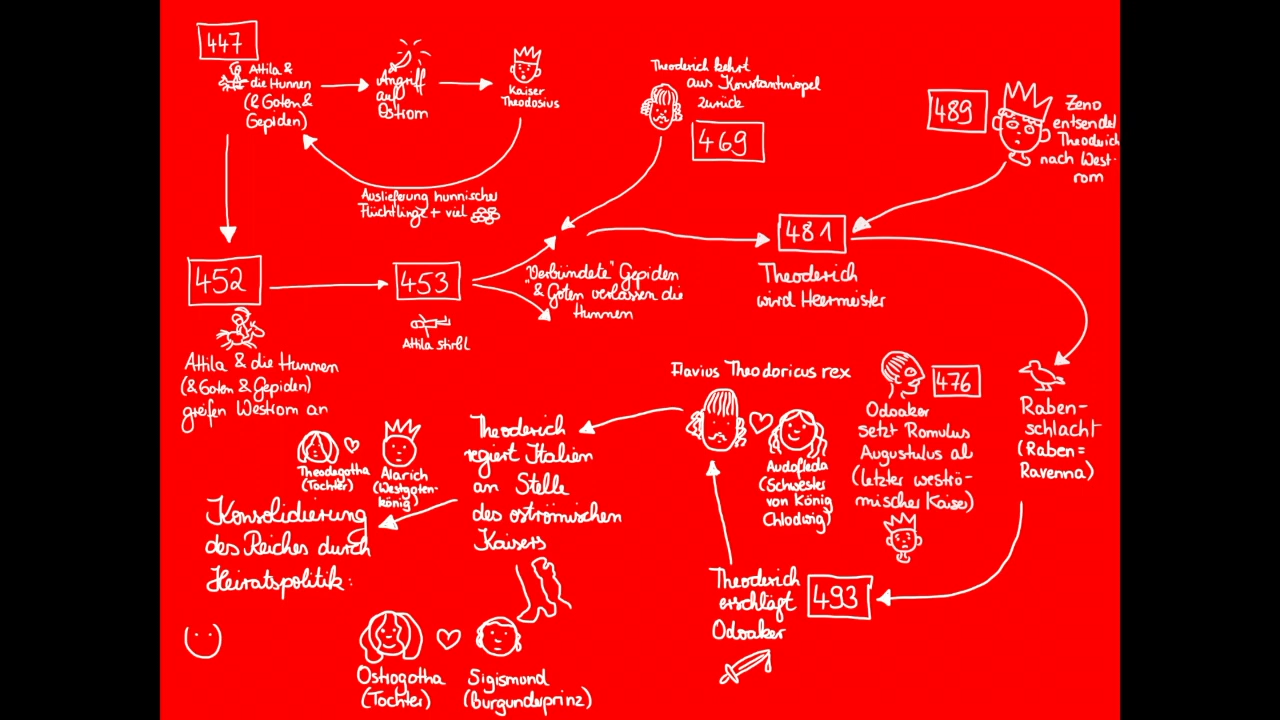 447
Attila &
die Hunnen
(& Goten &
Gepiden)
Angriff
auf
Ostrom
Kaiser
Theodosius
Auslieferung hunnischer
Flüchtlinge + viel
Theoderich kehrt
aus Konstantinopel
zurück
469
489
Zeno
entsendet
Theoderich
nach West-
rom
452
Attila & die Hunnen
(& Goten & Gepiden)
greifen Westrom an
453
Attila stirbt
"Verbündete" Gepiden
& Goten verlassen die
Hunnen
481
Theoderich
wird Heermeister
Raben-
schlacht
(Raben =
Ravenna)
476
Odoaker
setzt Romulus
Augustulus ab
(letzter weströ-
mischer Kaiser)
493
Theoderich
erschlägt
Odoaker
Flavius Theodoricus rex
Audofleda
(Schwester
von König
Chlodwig)
Theoderich
regiert Italien
an Stelle
des oströmischen
Kaisers
Konsolidierung
des Reiches durch
Heiratspolitik:
Theodegotha
(Tochter)
Alarich
(Westgoten-
könig)
Ostrogotha
(Tochter)
Sigismund
(Burgunderprinz)